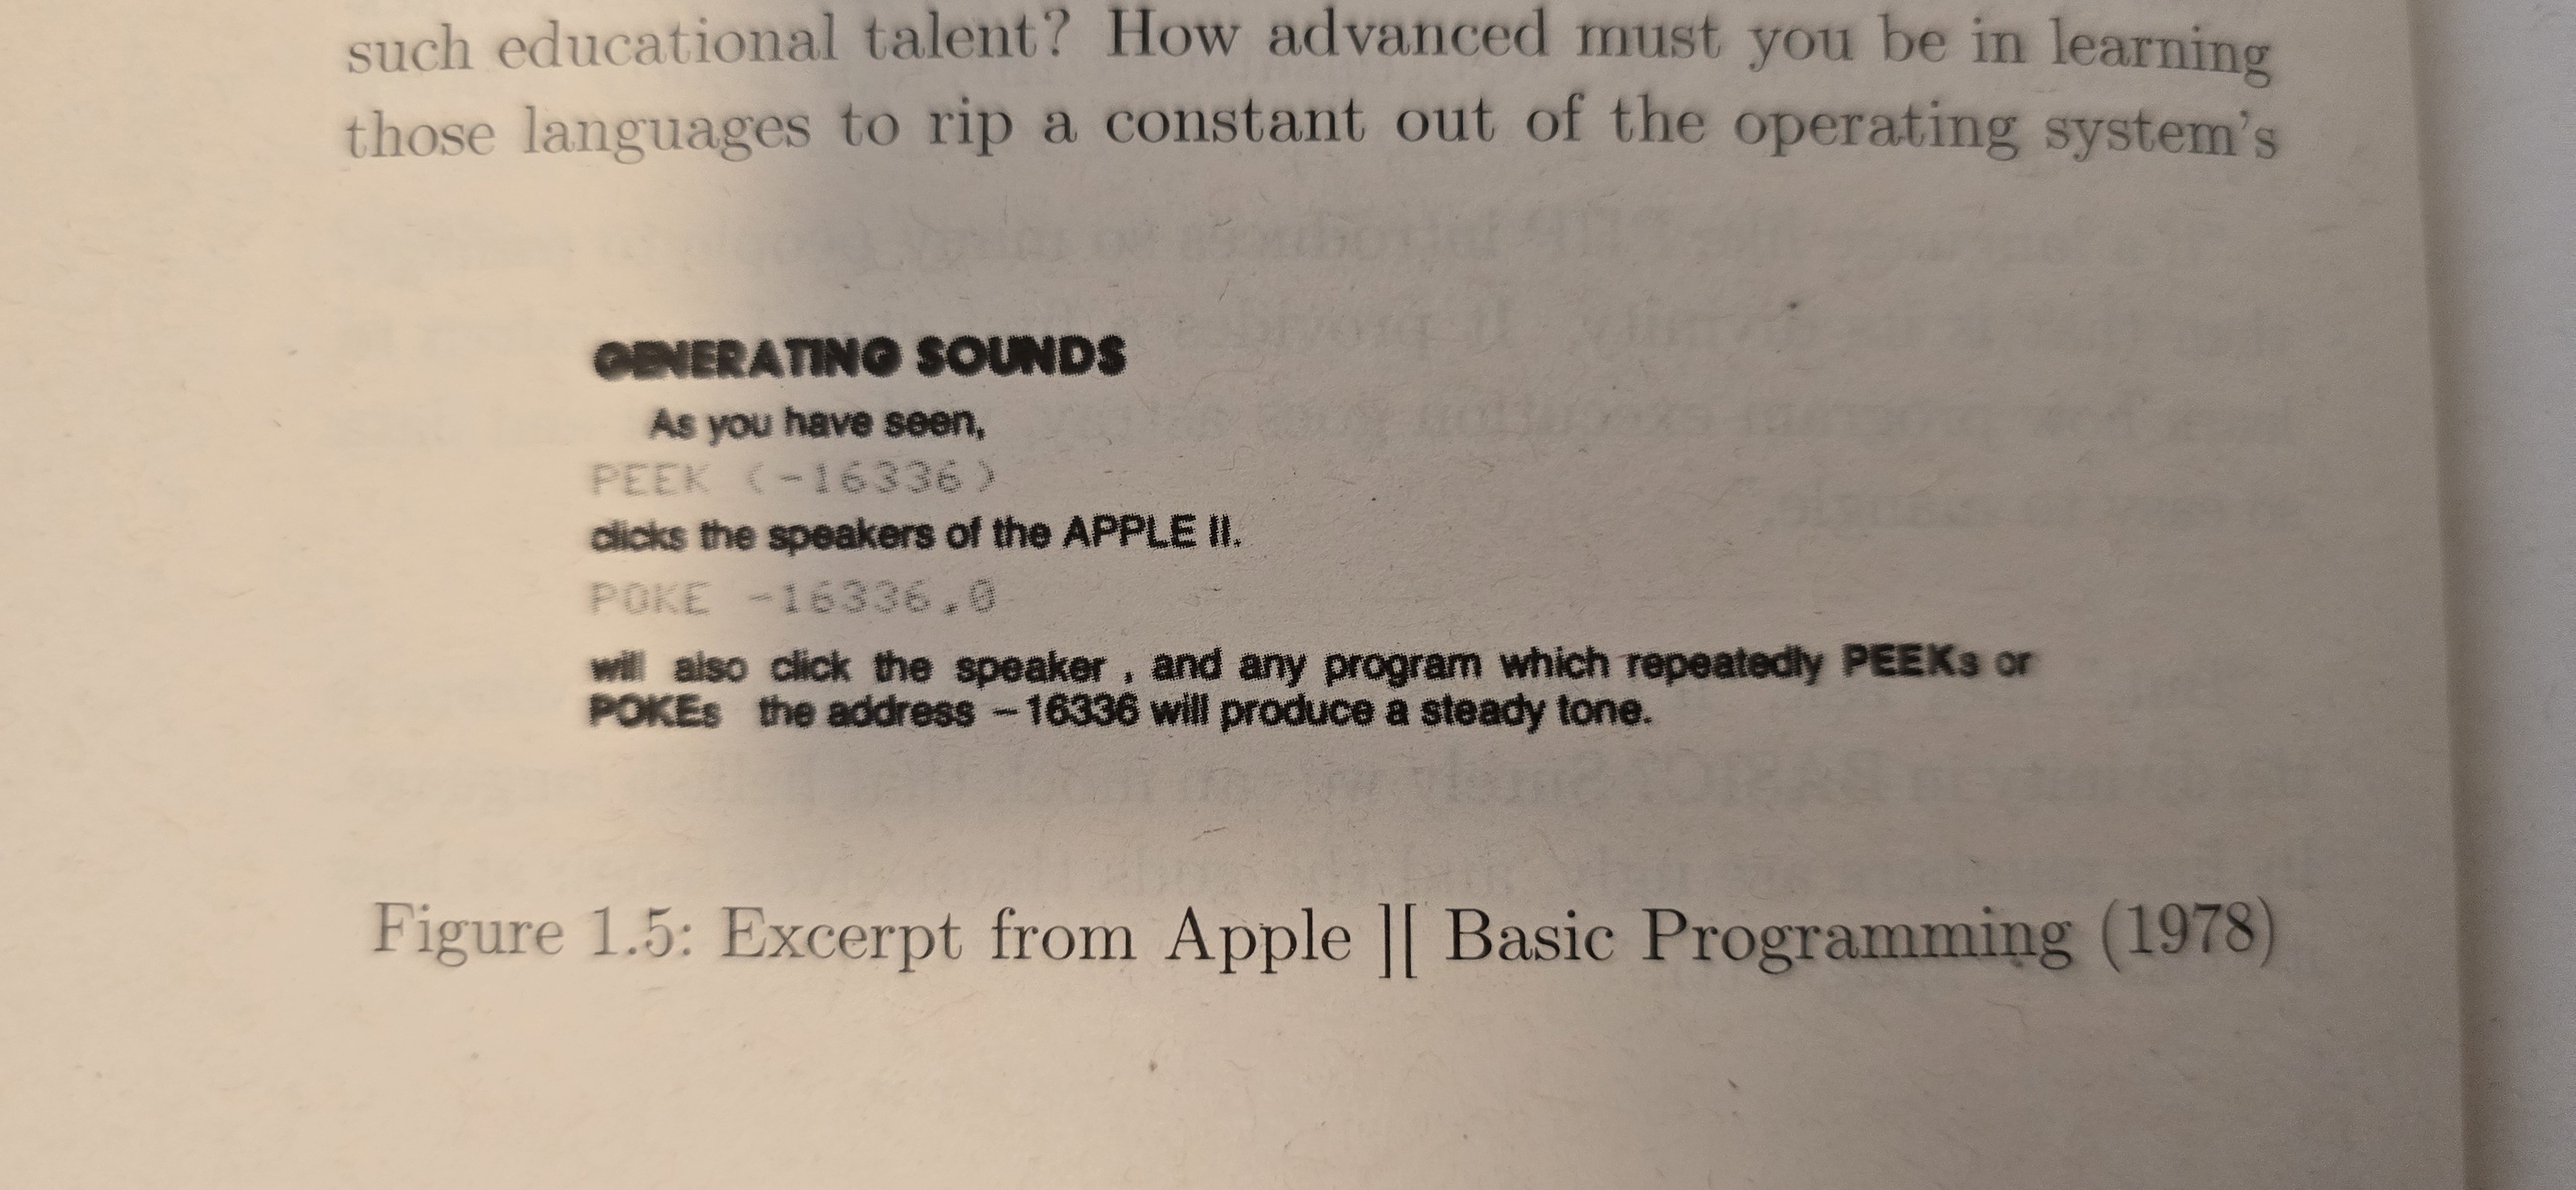 such educational talent? How advanced must you be in learning
those languages to rip a constant out of the operating system's
GENERATING SOUNDS
As you have seen,
PEEK (-16336)
clicks the speakers of the APPLE II.
POKE -16336,0
will also click the speaker , and any program which repeatedly PEEKs or
POKEs the address -16336 will produce a steady tone.
Figure 1.5: Excerpt from Apple ][ Basic Programming (1978)